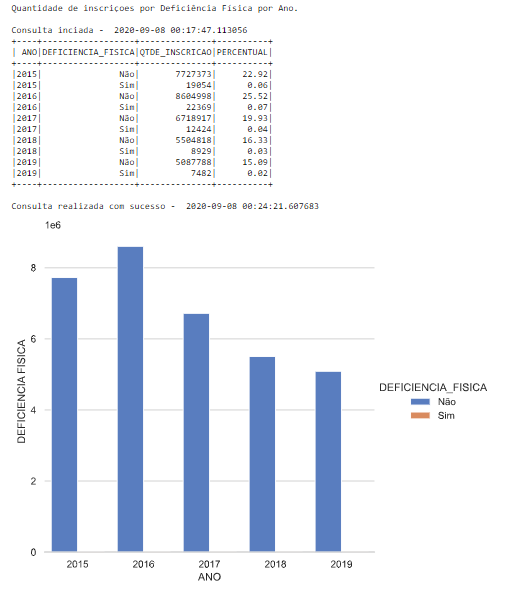 Quantidade de inscriçoes por Deficiência Fisica por Ano.
Consulta inciada -  2020-09-08 00:17:47.113056
+----+------------------+--------------+----------+
| ANO|DEFICIENCIA_FISICA|QTDE_INSCRICAO|PERCENTUAL|
+----+------------------+--------------+----------+
|2015|               Não|       7727373|     22.92|
|2015|               Sim|         19054|      0.06|
|2016|               Não|       8604998|     25.52|
|2016|               Sim|         22369|      0.07|
|2017|               Não|       6718917|     19.93|
|2017|               Sim|         12424|      0.04|
|2018|               Não|       5504818|     16.33|
|2018|               Sim|          8929|      0.03|
|2019|               Não|       5087788|     15.09|
|2019|               Sim|          7482|      0.02|
+----+------------------+--------------+----------+
Consulta realizada com sucesso -  2020-09-08 00:24:21.607683
1e6
8
6
4
2
0
DEFICIENCIA FISICA
2015 2016 2017 2018 2019
ANO
DEFICIENCIA_FISICA
Não
Sim